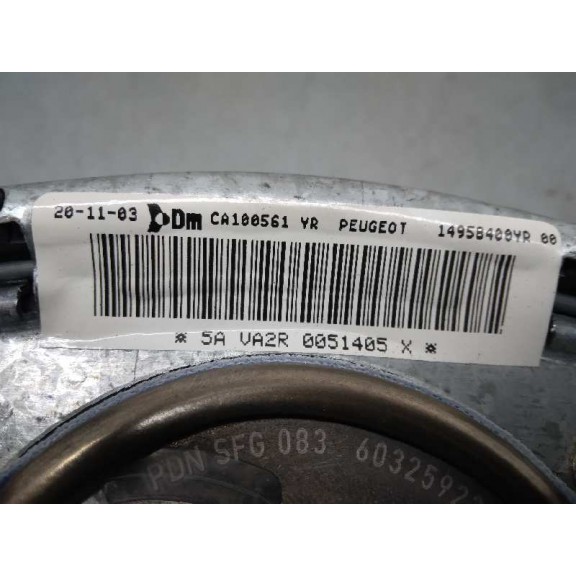 20-11-03 Dm CA100561 YR PEUGEOT 14958400YR 00
* 5A VA2R 0051405 X *
PDN SFG 083